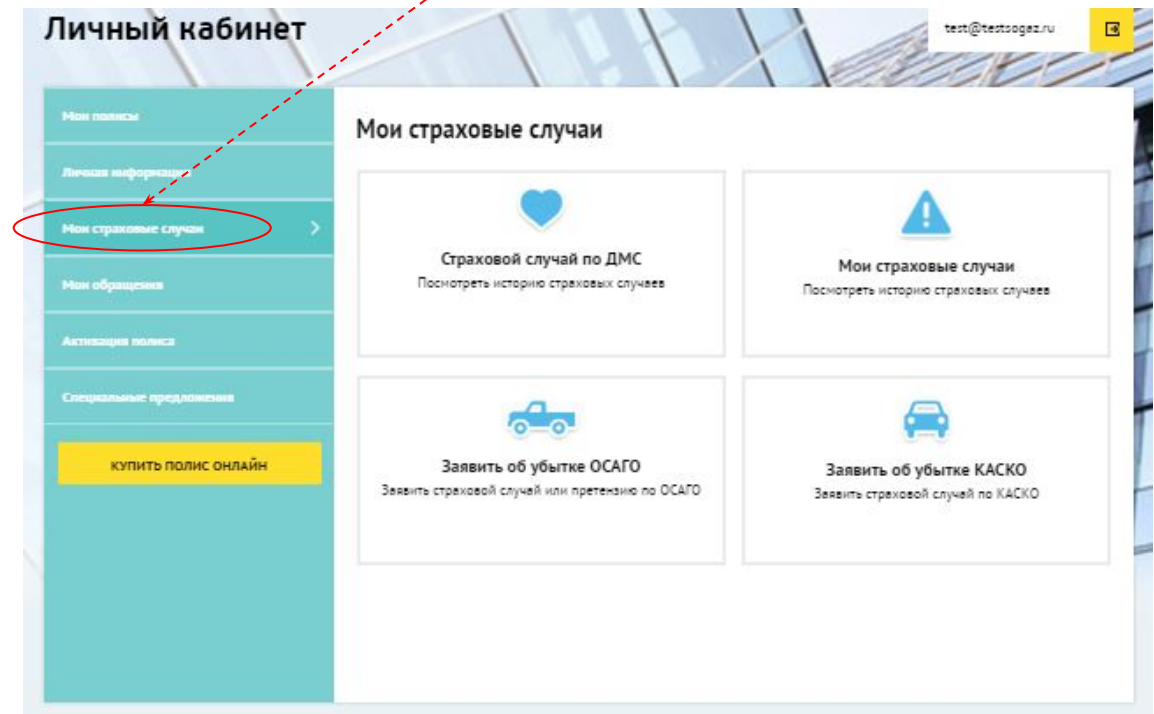 Личный кабинет
test@testsogaz.ru
Мои полисы
Личная информация
Мои страховые случаи
Мои обращения
Активация полиса
Специальные предложения
КУПИТЬ ПОЛИС ОНЛАЙН
Мои страховые случаи
Страховой случай по ДМС
Посмотреть историю страховых случаев
Мои страховые случаи
Посмотреть историю страховых случаев
Заявить об убытке ОСАГО
Заявить страховой случай или претензию по ОСАГО
Заявить об убытке КАСКО
Заявить страховой случай по КАСКО